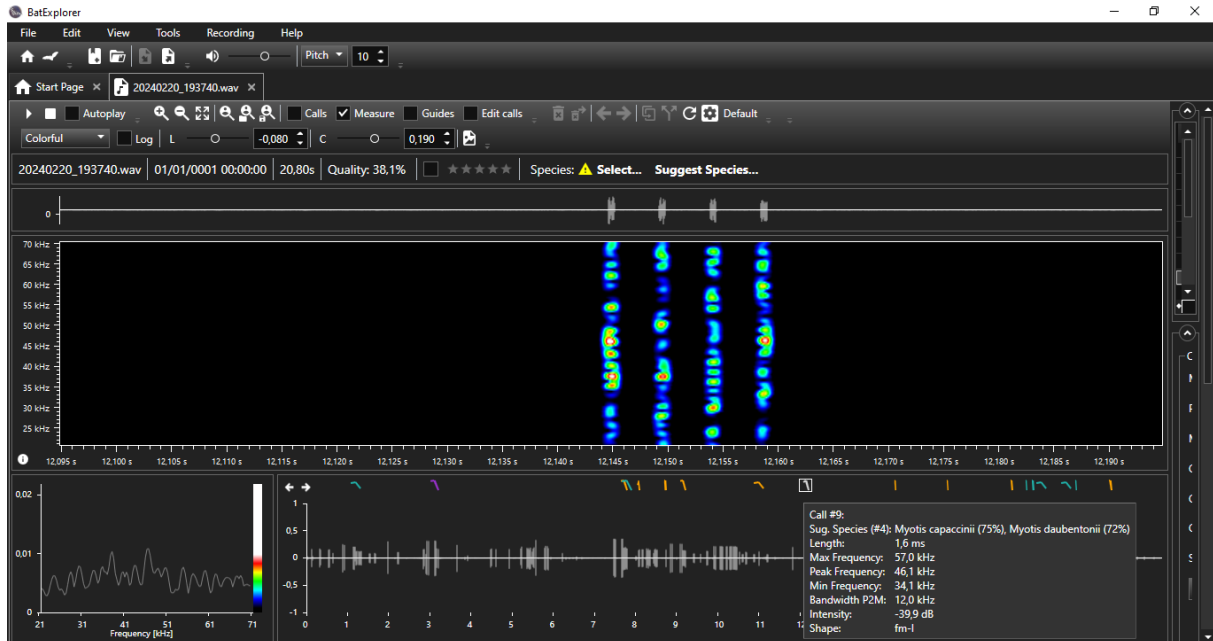 BatExplorer
File Edit View Tools Recording Help
Pitch 10
Start Page 20240220_193740.wav
Autoplay Calls Measure Guides Edit calls Default
Colorful Log L -0,080 C 0,190
20240220_193740.wav 01/01/0001 00:00:00 20,80s Quality: 38,1% Species: Select... Suggest Species...
0
70 kHz
65 kHz
60 kHz
55 kHz
50 kHz
45 kHz
40 kHz
35 kHz
30 kHz
25 kHz
12,095 s 12,100 s 12,105 s 12,110 s 12,115 s 12,120 s 12,125 s 12,130 s 12,135 s 12,140 s 12,145 s 12,150 s 12,155 s 12,160 s 12,165 s 12,170 s 12,175 s 12,180 s 12,185 s 12,190 s
0,02
0,01
0
21 31 41 51 61 71
Frequency [kHz]
1
0,5
0
-0,5
-1
0 1 2 3 4 5 6 7 8 9 10 11
Call #9:
Sug. Species (#4): Myotis capaccinii (75%), Myotis daubentonii (72%)
Length: 1,6 ms
Max Frequency: 57,0 kHz
Peak Frequency: 46,1 kHz
Min Frequency: 34,1 kHz
Bandwidth P2M: 12,0 kHz
Intensity: -39,9 dB
Shape: fm-l